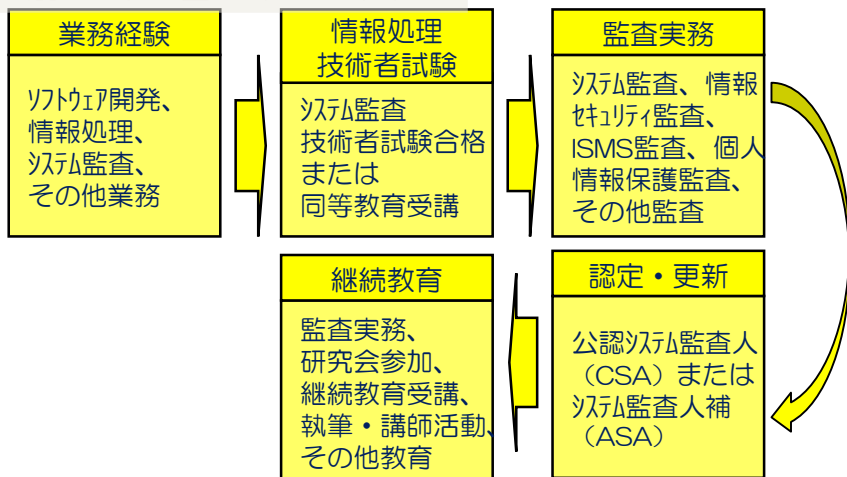 業務経験
ｿﾌﾄｳｪｱ開発、
情報処理、
ｼｽﾃﾑ監査、
その他業務
情報処理
技術者試験
ｼｽﾃﾑ監査
技術者試験合格
または
同等教育受講
監査実務
ｼｽﾃﾑ監査、情報
ｾｷｭﾘﾃｨ監査、
ISMS監査、個人
情報保護監査、
その他監査
認定・更新
公認ｼｽﾃﾑ監査人
（CSA）または
ｼｽﾃﾑ監査人補
（ASA）
継続教育
監査実務、
研究会参加、
継続教育受講、
執筆・講師活動、
その他教育